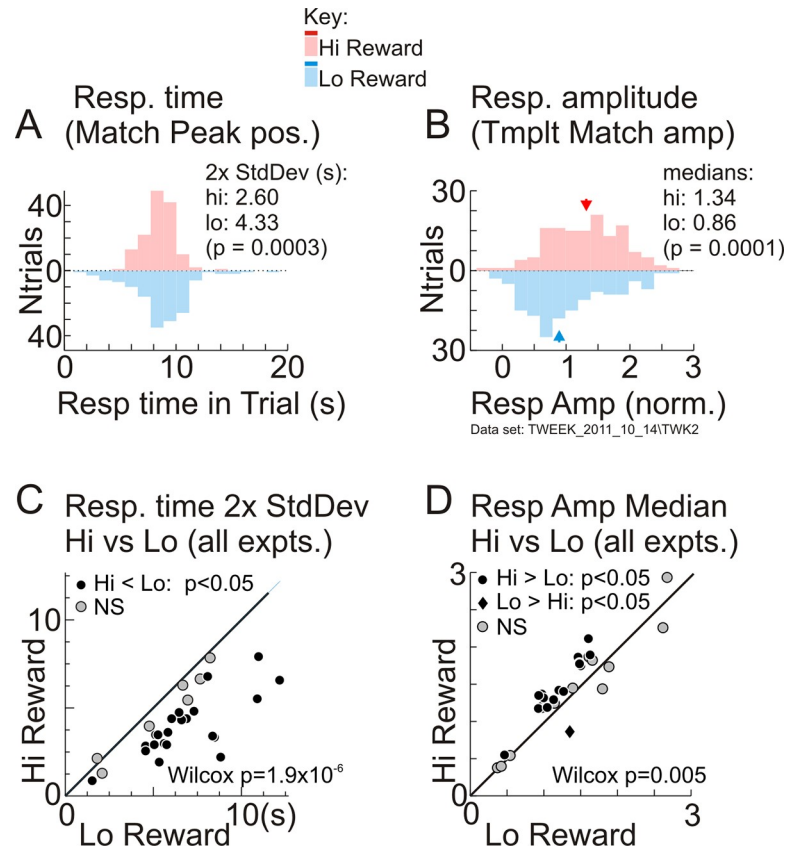 Key:
Hi Reward
Lo Reward
A
Resp. time
(Match Peak pos.)
2x StdDev (s):
hi: 2.60
lo: 4.33
(p = 0.0003)
40
0
40
Ntrials
0 10 20
Resp time in Trial (s)
B
Resp. amplitude
(Tmplt Match amp)
medians:
hi: 1.34
lo: 0.86
(p = 0.0001)
30
0
30
Ntrials
0 1 2 3
Resp Amp (norm.)
Data set: TWEEK_2011_10_14\TWK2
C
Resp. time 2x StdDev
Hi vs Lo (all expts.)
Hi < Lo: p<0.05
NS
10
0
Hi Reward
Wilcox p=1.9x10-6
0 10(s)
Lo Reward
D
Resp Amp Median
Hi vs Lo (all expts.)
Hi > Lo: p<0.05
Lo > Hi: p<0.05
NS
3
0
Hi Reward
Wilcox p=0.005
0 3
Lo Reward